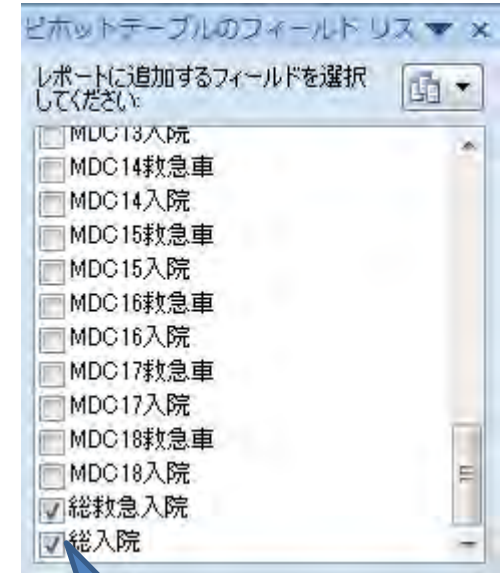 ピボットテーブルのフィールド リス
レポートに追加するフィールドを選択
してください:
MDC13入院
MDC14救急車
MDC14入院
MDC15救急車
MDC15入院
MDC16救急車
MDC16入院
MDC17救急車
MDC17入院
MDC18救急車
MDC18入院
総救急入院
総入院